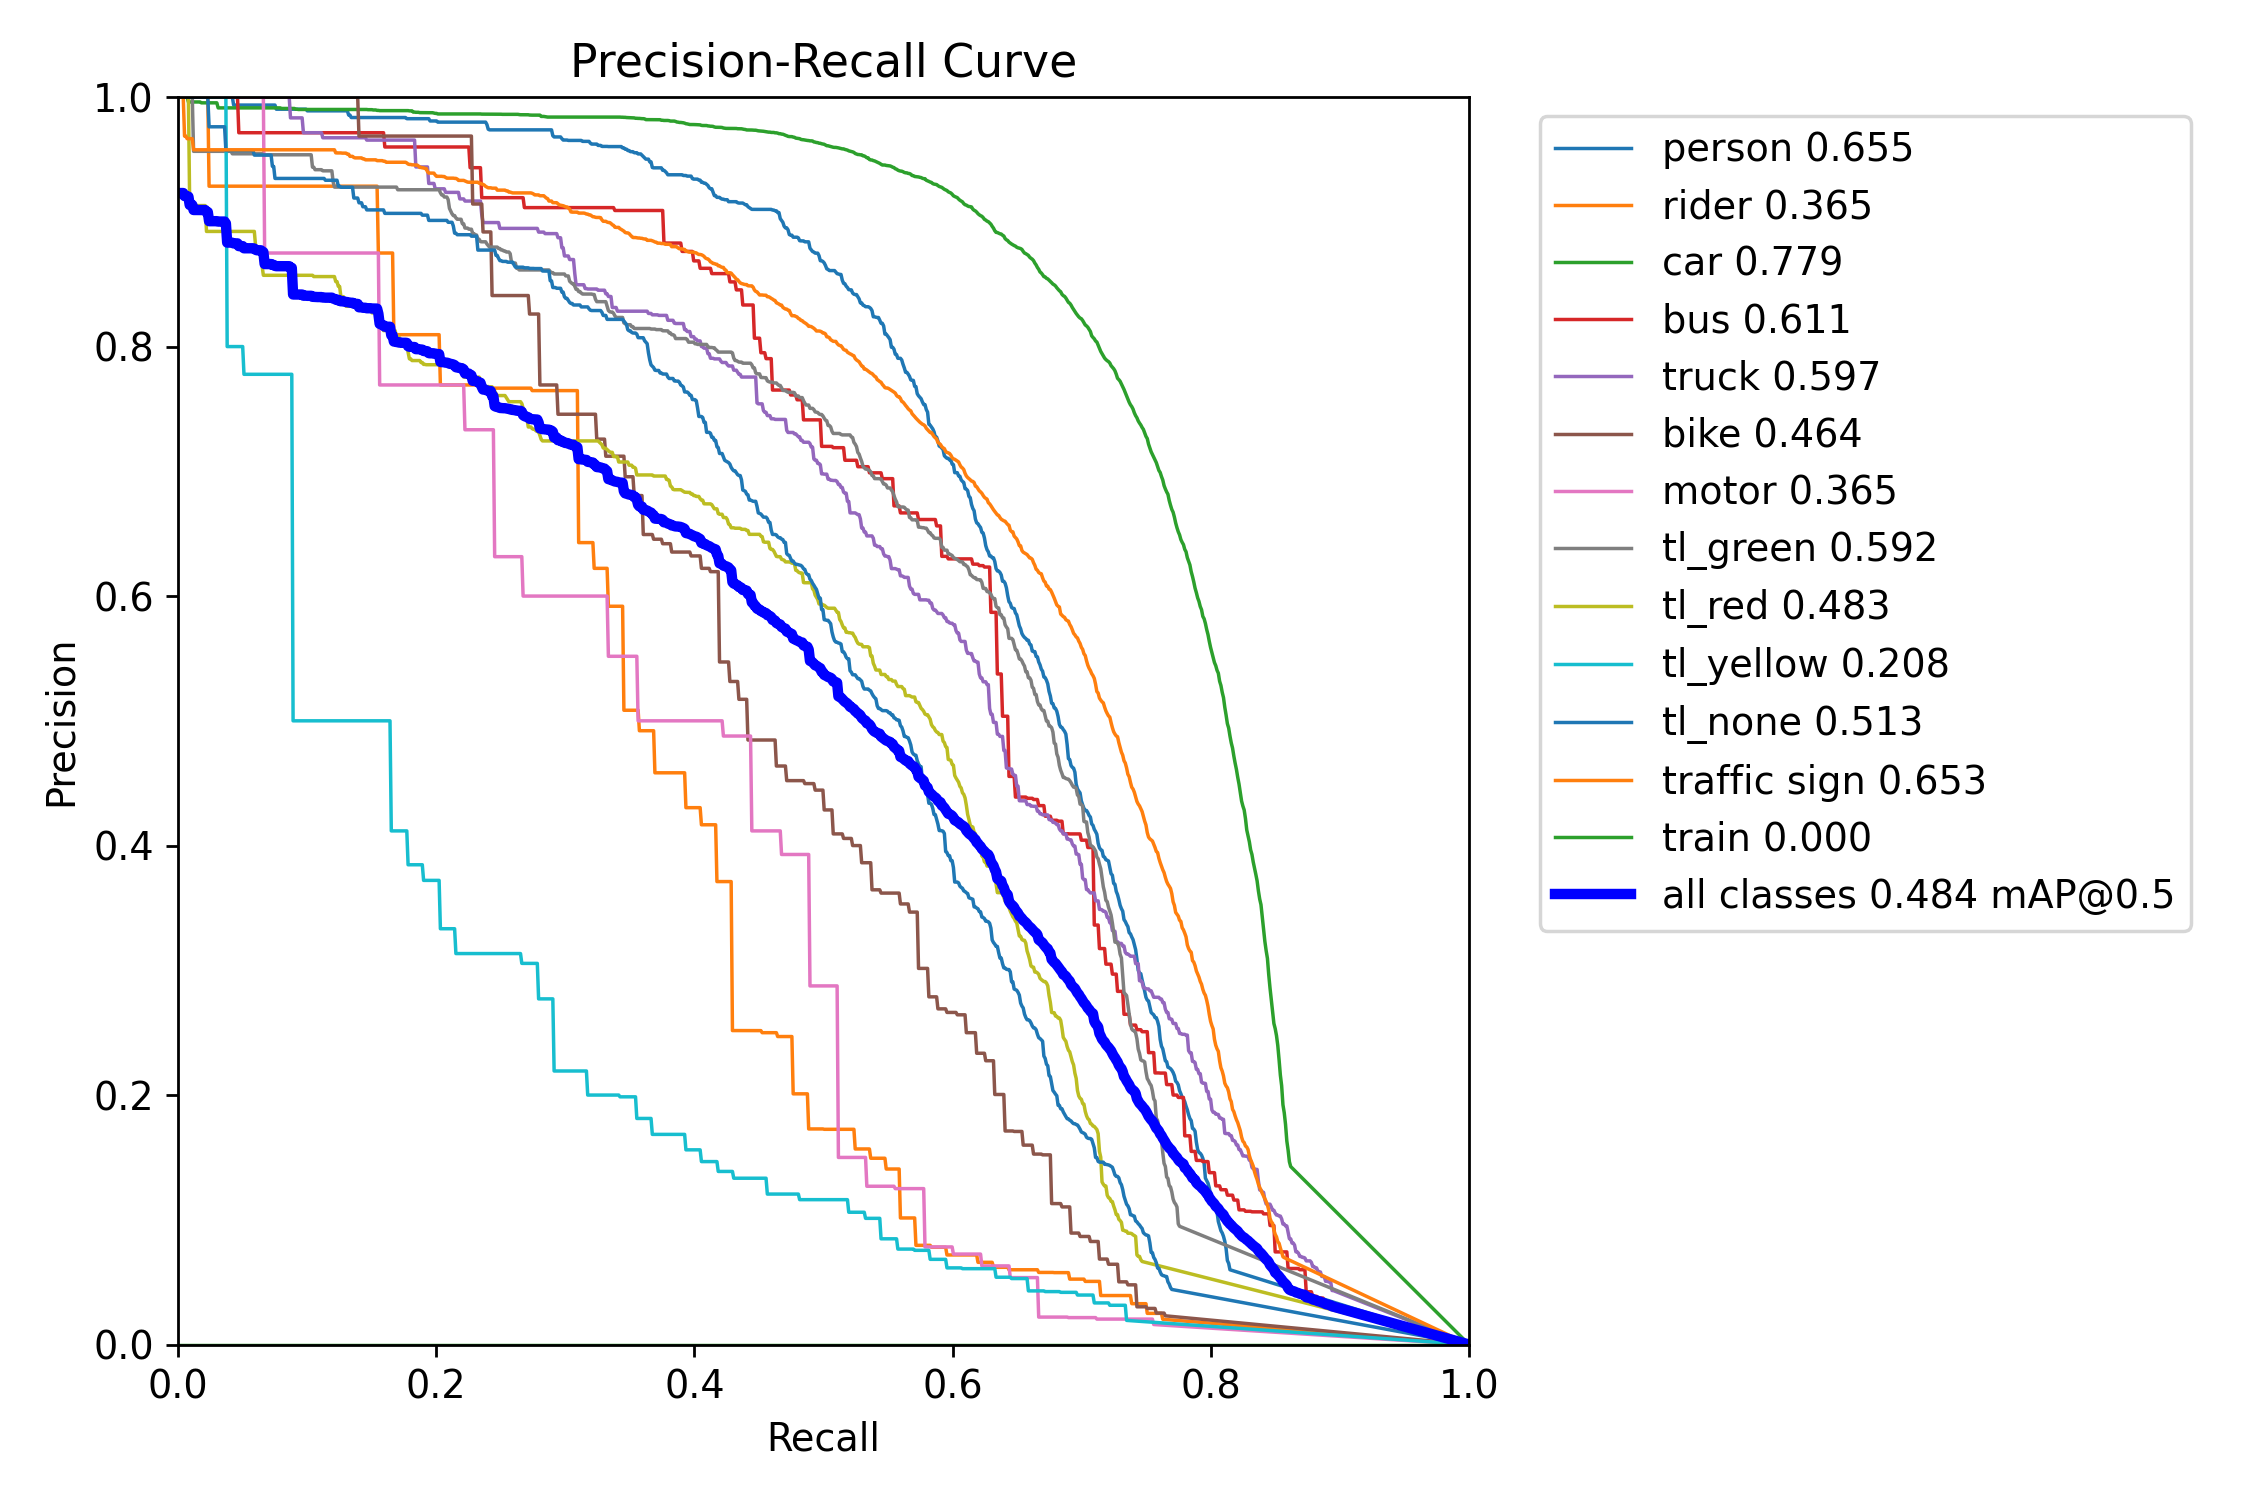 Precision-Recall Curve
1.0
0.8
0.6
0.4
0.2
0.0
Precision
0.0 0.2 0.4 0.6 0.8 1.0
Recall
person 0.655
rider 0.365
car 0.779
bus 0.611
truck 0.597
bike 0.464
motor 0.365
tl_green 0.592
tl_red 0.483
tl_yellow 0.208
tl_none 0.513
traffic sign 0.653
train 0.000
all classes 0.484 mAP@0.5